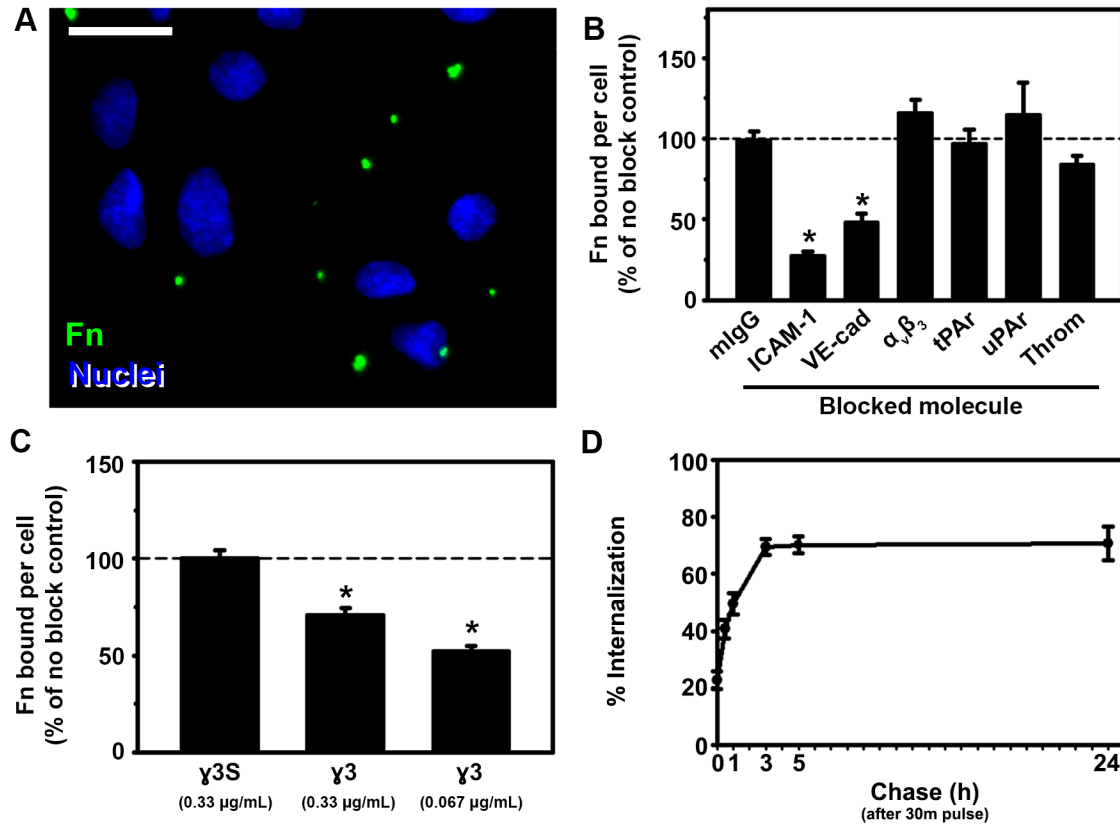 A
Fn
Nuclei
B
Fn bound per cell
(% of no block control)
150
100
50
0
mIgG
ICAM-1
VE-cad
αvβ3
tPAr
uPAr
Throm
*
*
Blocked molecule
C
Fn bound per cell
(% of no block control)
150
100
50
0
*
*
ɣ3S
(0.33 µg/mL)
ɣ3
(0.33 µg/mL)
ɣ3
(0.067 µg/mL)
D
% Internalization
100
80
60
40
20
0
0 1 3 5 24
Chase (h)
(after 30m pulse)